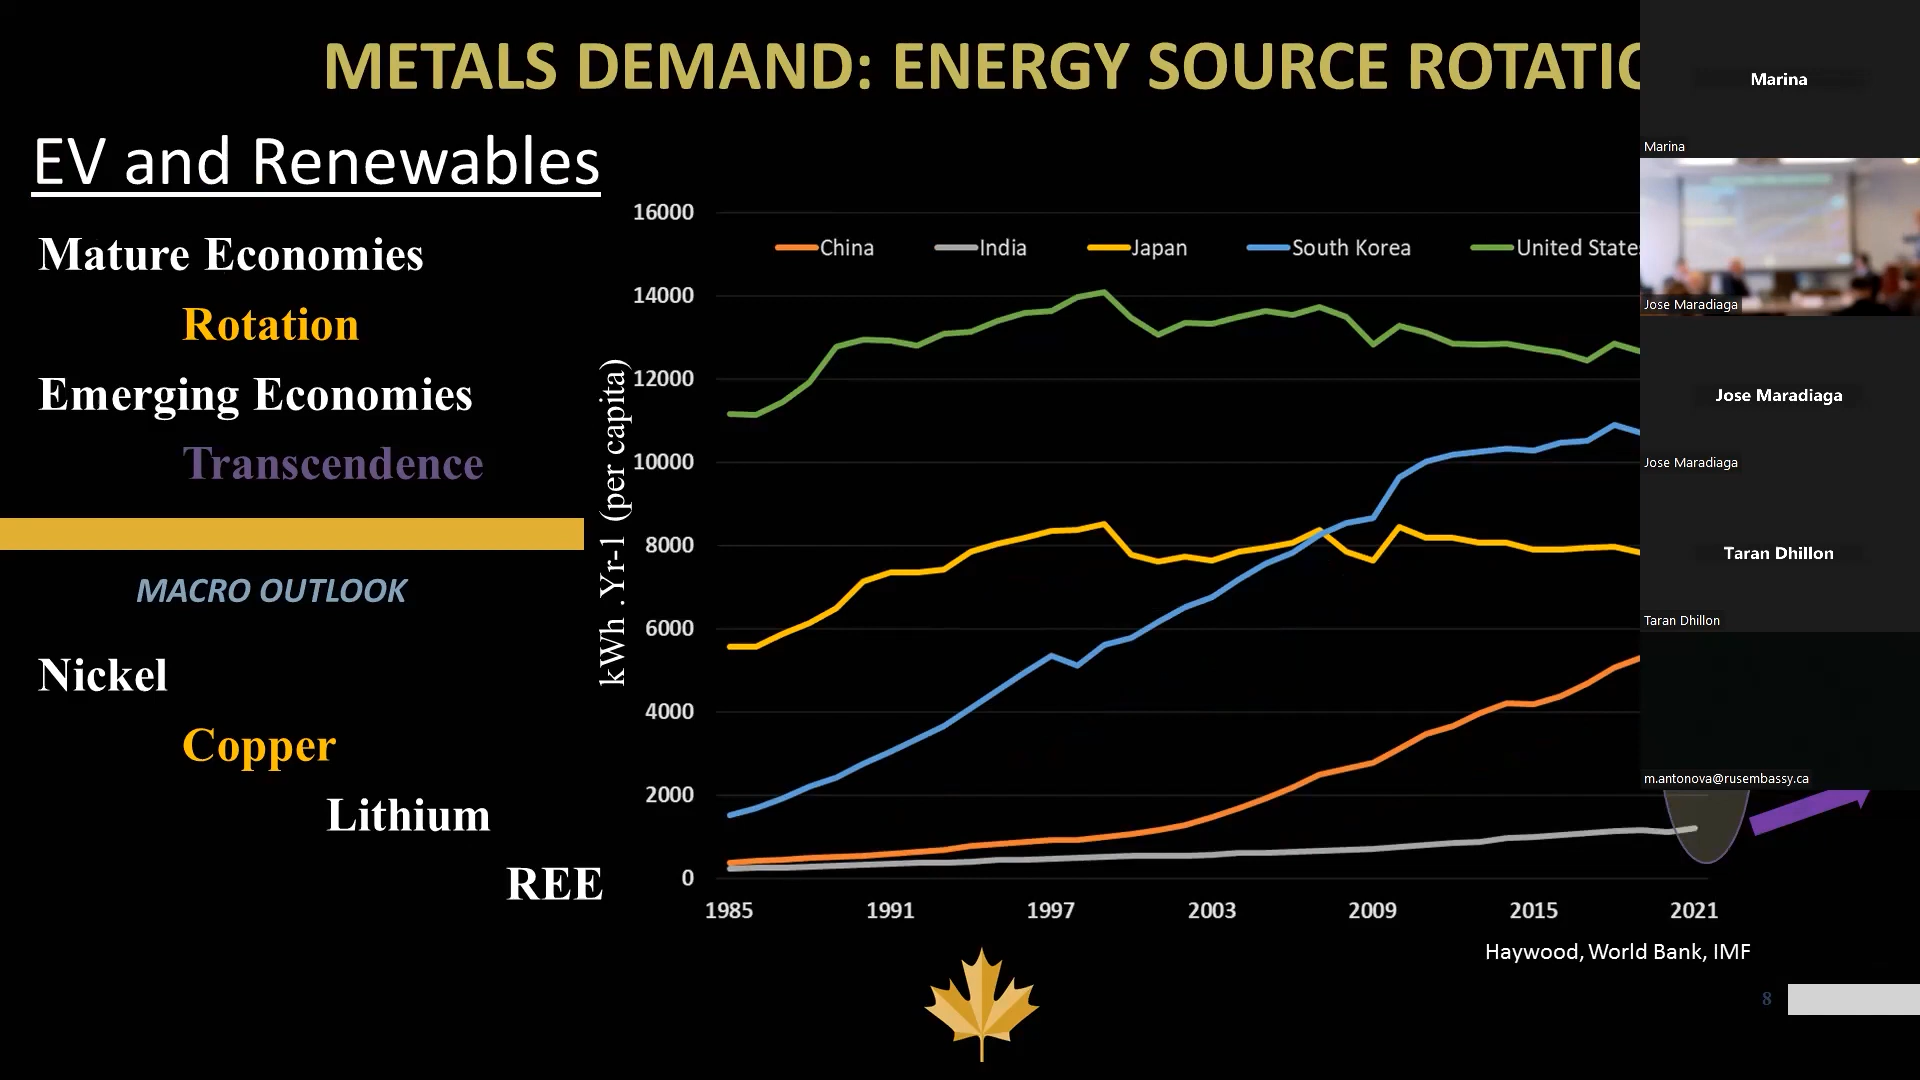 METALS DEMAND: ENERGY SOURCE ROTATIO
EV and Renewables
Mature Economies
Rotation
Emerging Economies
Transcendence
MACRO OUTLOOK
Nickel
Copper
Lithium
REE
kWh .Yr-1 (per capita)
16000
14000
12000
10000
8000
6000
4000
2000
0
China India Japan South Korea United States
1985 1991 1997 2003 2009 2015 2021
Haywood, World Bank, IMF
8
Marina
Marina
Jose Maradiaga
Jose Maradiaga
Jose Maradiaga
Taran Dhillon
Taran Dhillon
m.antonova@rusembassy.ca